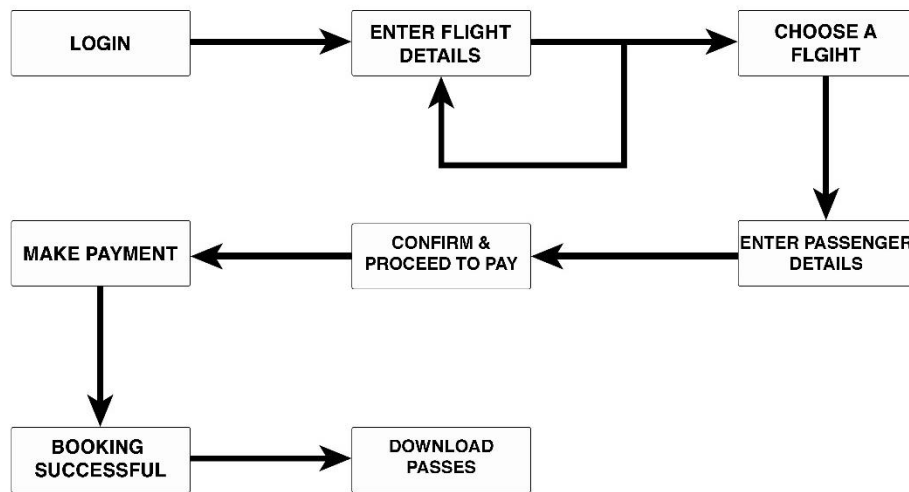 LOGIN
ENTER FLIGHT
DETAILS
CHOOSE A
FLGIHT
MAKE PAYMENT
CONFIRM &
PROCEED TO PAY
ENTER PASSENGER
DETAILS
BOOKING
SUCCESSFUL
DOWNLOAD
PASSES